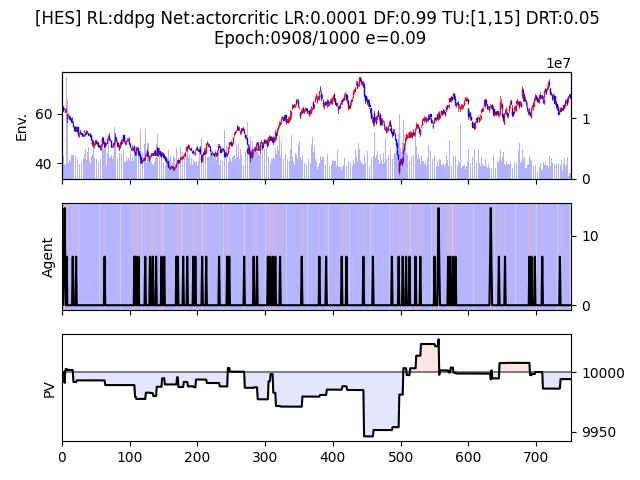 [HES] RL:ddpg Net:actorcritic LR:0.0001 DF:0.99 TU:[1,15] DRT:0.05
Epoch:0908/1000 e=0.09
1e7
Env.
60
40
1
0
Agent
10
0
PV
10000
9950
0 100 200 300 400 500 600 700